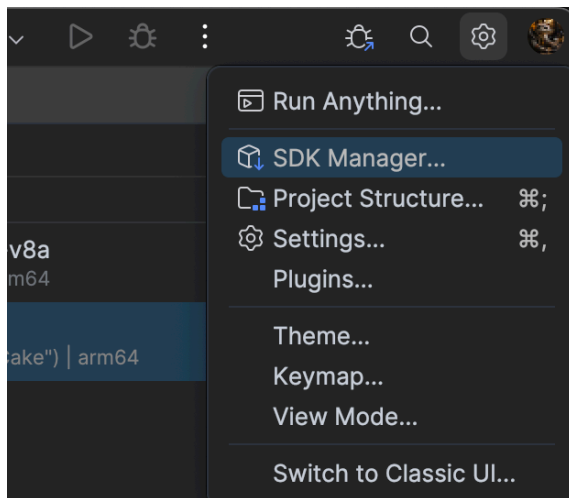 Run Anything...
SDK Manager...
Project Structure... ⌘;
v8a
Settings... ⌘,
m64
Plugins...
Theme...
ake") | arm64
Keymap...
View Mode...
Switch to Classic UI...